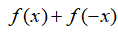 f(x) + f(−x)